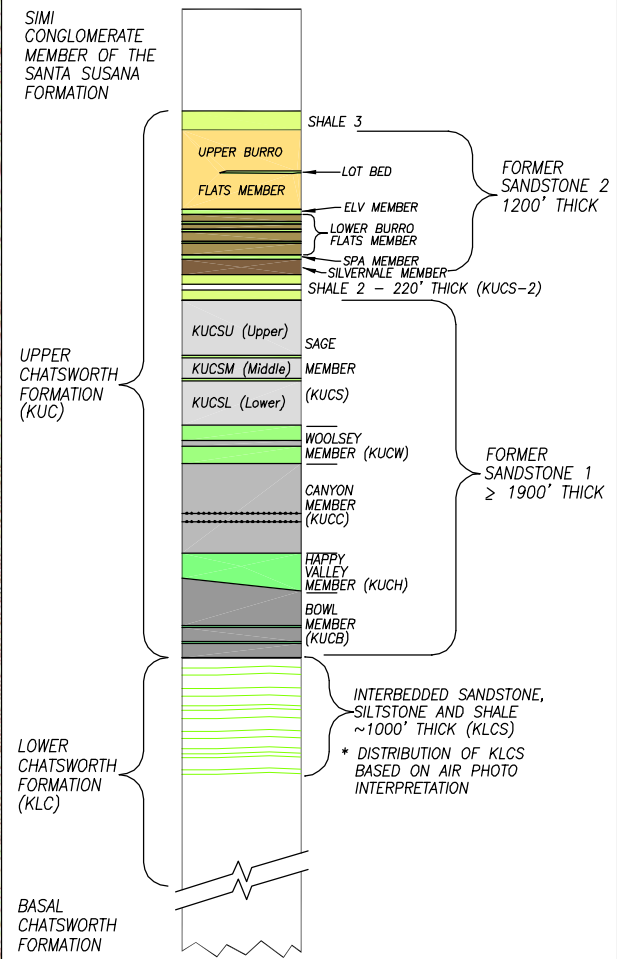 SIMI
CONGLOMERATE
MEMBER OF THE
SANTA SUSANA
FORMATION
SHALE 3
UPPER BURRO
LOT BED
FLATS MEMBER
ELV MEMBER
LOWER BURRO
FLATS MEMBER
SPA MEMBER
SILVERNALE MEMBER
SHALE 2 – 220' THICK (KUCS-2)
FORMER
SANDSTONE 2
1200' THICK
UPPER
CHATSWORTH
FORMATION
(KUC)
KUCSU (Upper)
KUCSM (Middle)
KUCSL (Lower)
SAGE
MEMBER
(KUCS)
WOOLSEY
MEMBER (KUCW)
CANYON
MEMBER
(KUCC)
HAPPY
VALLEY
MEMBER (KUCH)
BOWL
MEMBER
(KUCB)
FORMER
SANDSTONE 1
≥ 1900' THICK
LOWER
CHATSWORTH
FORMATION
(KLC)
INTERBEDDED SANDSTONE,
SILTSTONE AND SHALE
~1000' THICK (KLCS)
* DISTRIBUTION OF KLCS
BASED ON AIR PHOTO
INTERPRETATION
BASAL
CHATSWORTH
FORMATION